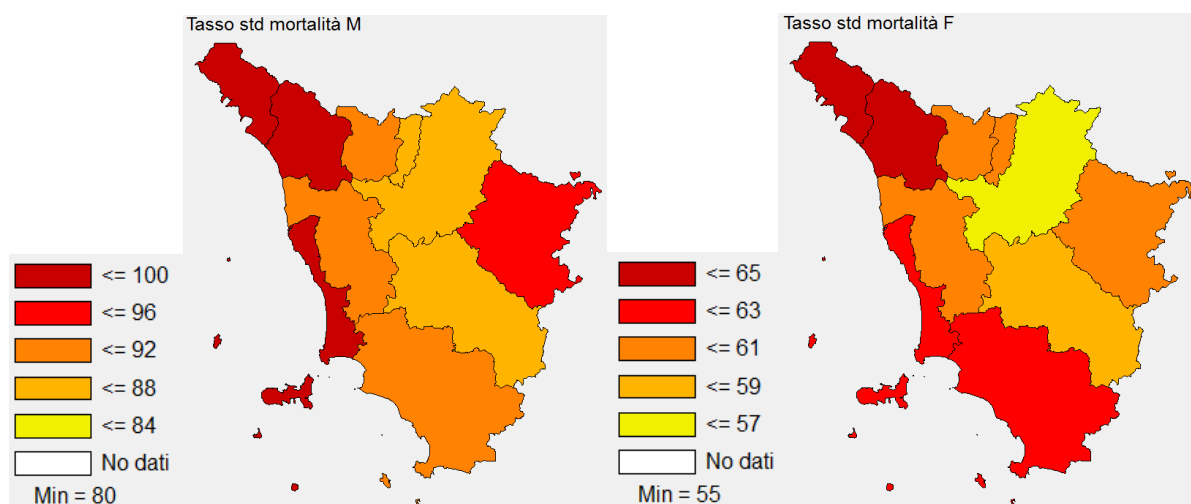 Tasso std mortalità M
<= 100
<= 96
<= 92
<= 88
<= 84
No dati
Min = 80
Tasso std mortalità F
<= 65
<= 63
<= 61
<= 59
<= 57
No dati
Min = 55